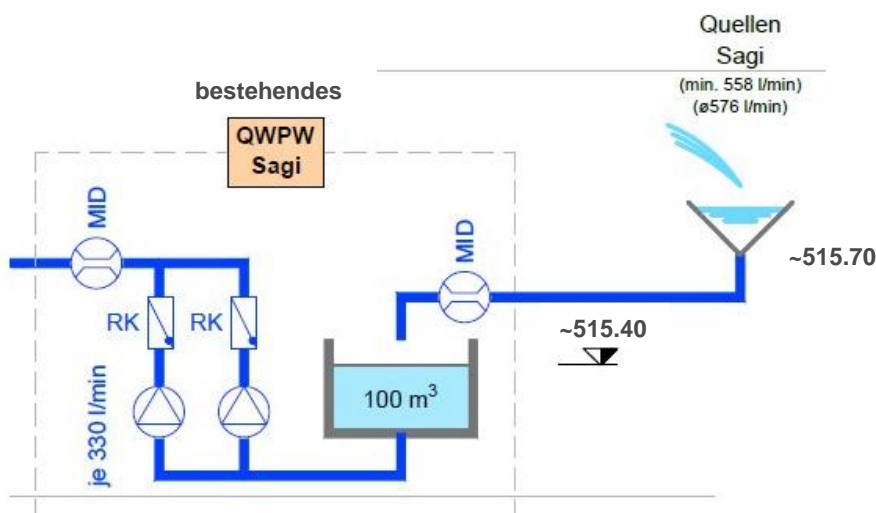 Quellen
Sagi
(min. 558 l/min)
(ø576 l/min)
bestehendes
QWPW
Sagi
MID
MID
~515.70
RK
RK
~515.40
je 330 l/min
100 m³